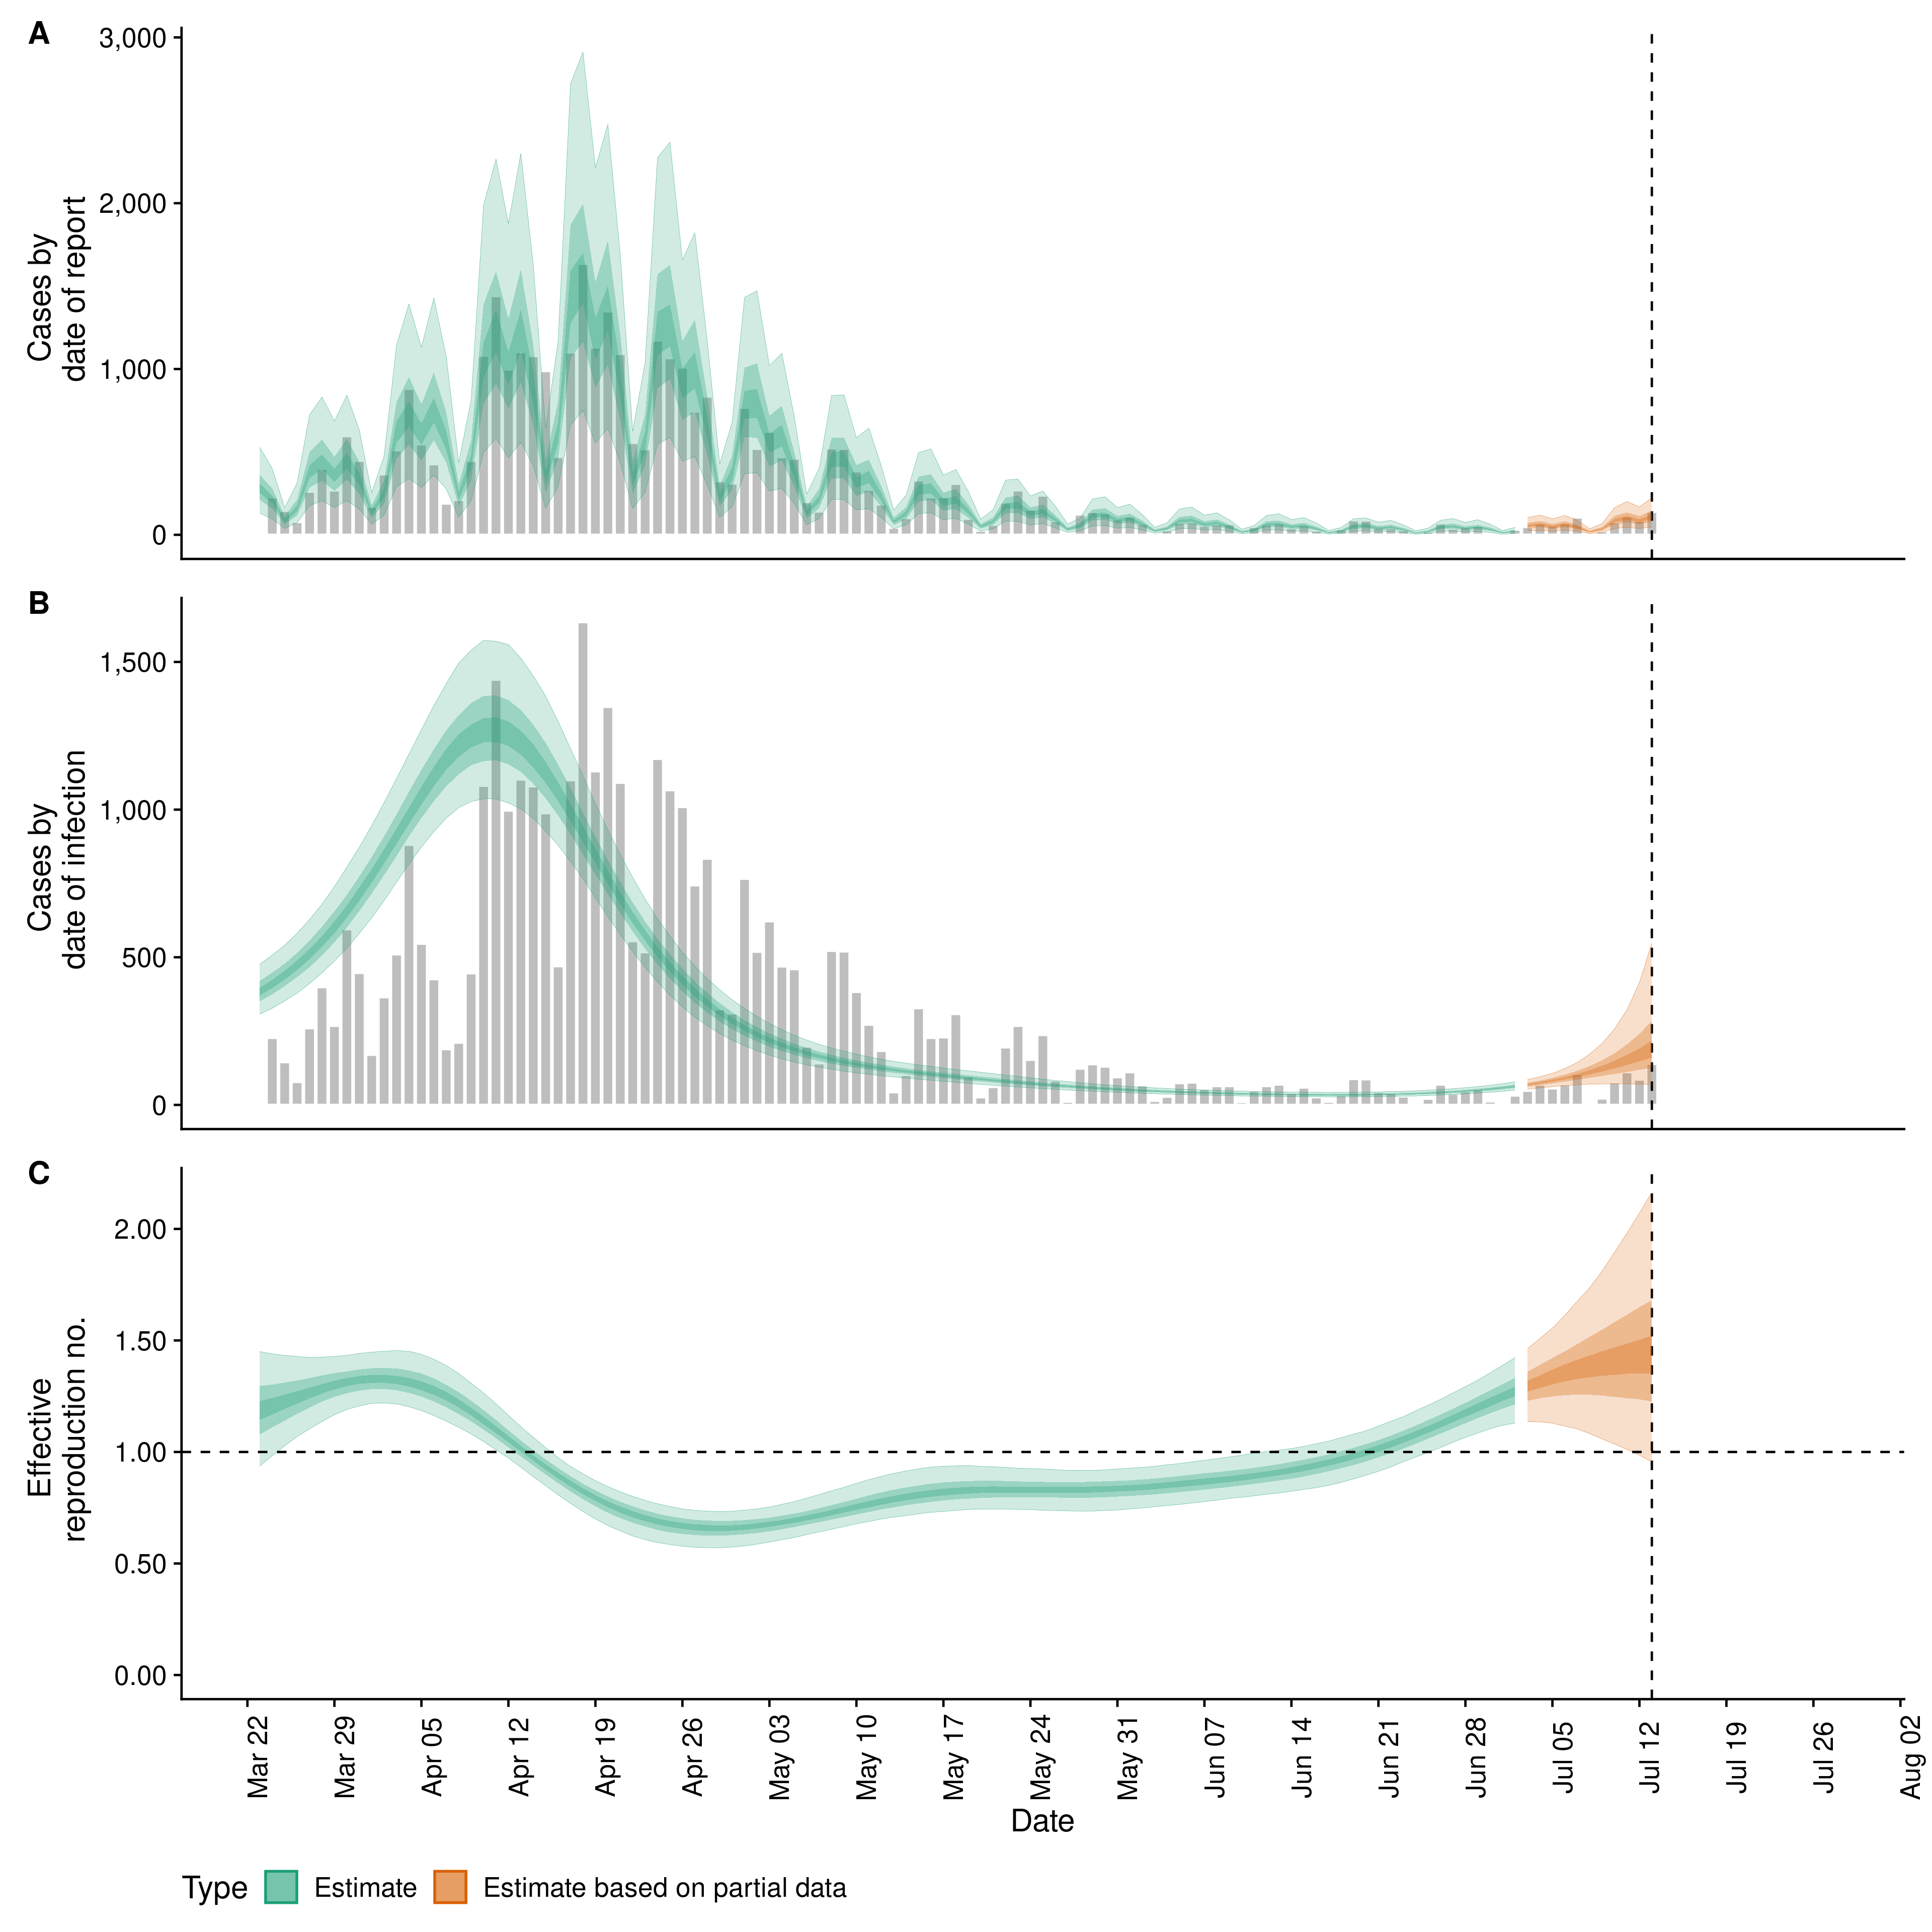 A
Cases by
date of report
3,000
2,000
1,000
0
B
Cases by
date of infection
1,500
1,000
500
0
C
Effective
reproduction no.
2.00
1.50
1.00
0.50
0.00
Mar 22
Mar 29
Apr 05
Apr 12
Apr 19
Apr 26
May 03
May 10
May 17
May 24
May 31
Jun 07
Jun 14
Jun 21
Jun 28
Jul 05
Jul 12
Jul 19
Jul 26
Aug 02
Date
Type
Estimate
Estimate based on partial data